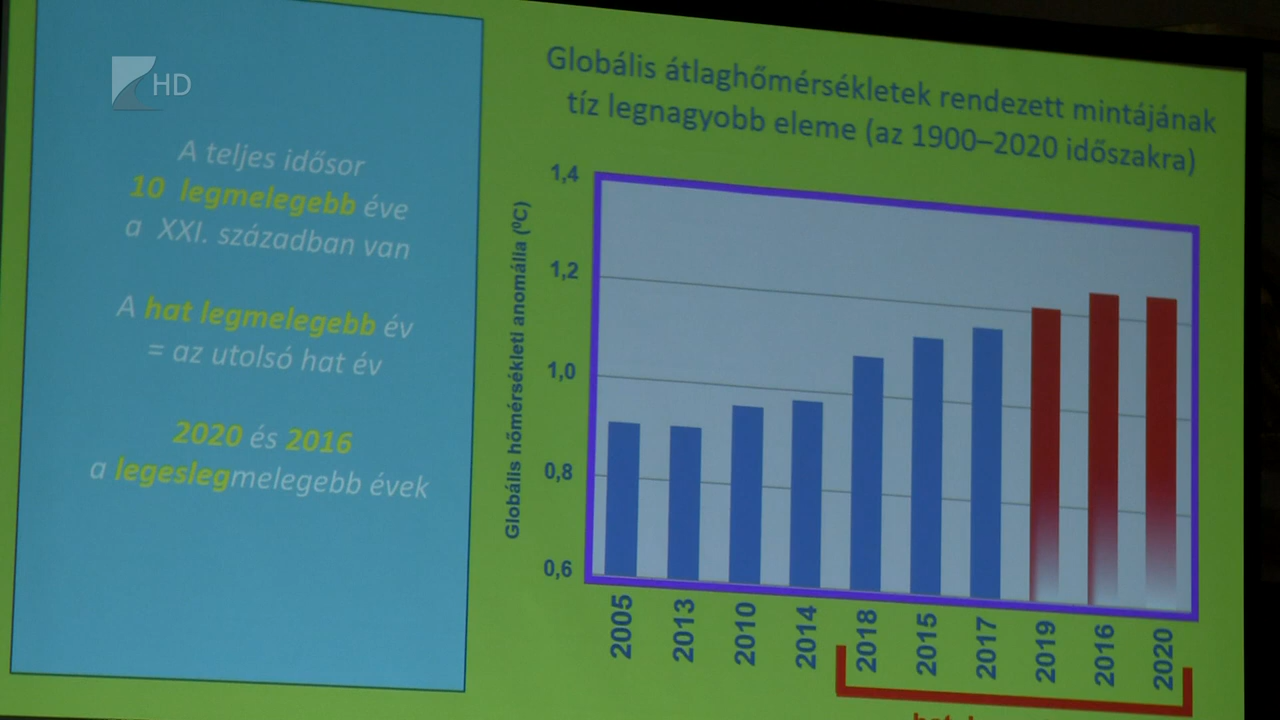 HD
A teljes idősor
10 legmelegebb éve
a XXI. században van
A hat legmelegebb év
= az utolsó hat év
2020 és 2016
a legeslegmelegebb évek
Globális átlaghőmérsékletek rendezett mintájának
tíz legnagyobb eleme (az 1900–2020 időszakra)
Globális hőmérsékleti anomália (⁰C)
1,4
1,2
1,0
0,8
0,6
2005
2013
2010
2014
2018
2015
2017
2019
2016
2020